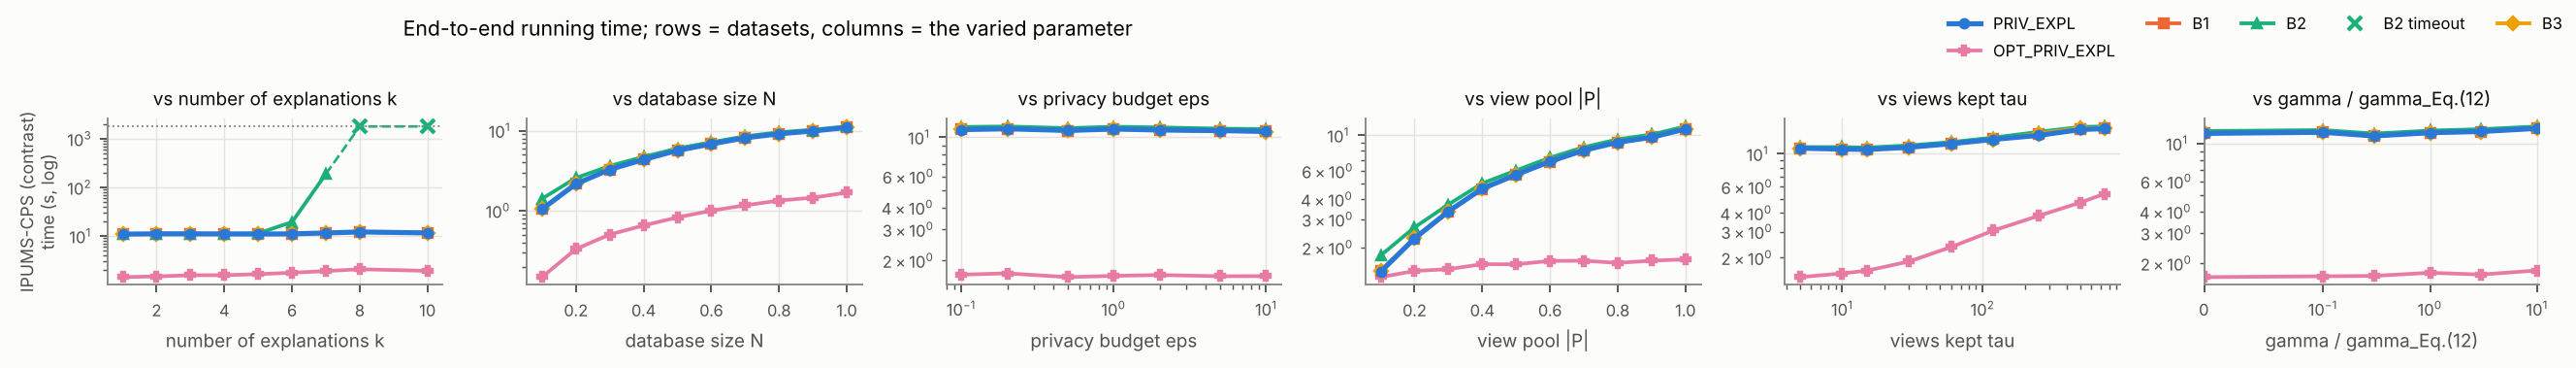 End-to-end running time; rows = datasets, columns = the varied parameter
PRIV_EXPL
B1
B2
B2 timeout
B3
OPT_PRIV_EXPL
IPUMS-CPS (contrast)
time (s, log)
vs number of explanations k
10³
10²
10¹
2 4 6 8 10
number of explanations k
vs database size N
10¹
10⁰
0.2 0.4 0.6 0.8 1.0
database size N
vs privacy budget eps
10¹
6 × 10⁰
4 × 10⁰
3 × 10⁰
2 × 10⁰
10⁻¹ 10⁰ 10¹
privacy budget eps
vs view pool |P|
10¹
6 × 10⁰
4 × 10⁰
3 × 10⁰
2 × 10⁰
0.2 0.4 0.6 0.8 1.0
view pool |P|
vs views kept tau
10¹
6 × 10⁰
4 × 10⁰
3 × 10⁰
2 × 10⁰
10¹ 10²
views kept tau
vs gamma / gamma_Eq.(12)
10¹
6 × 10⁰
4 × 10⁰
3 × 10⁰
2 × 10⁰
0 10⁻¹ 10⁰ 10¹
gamma / gamma_Eq.(12)